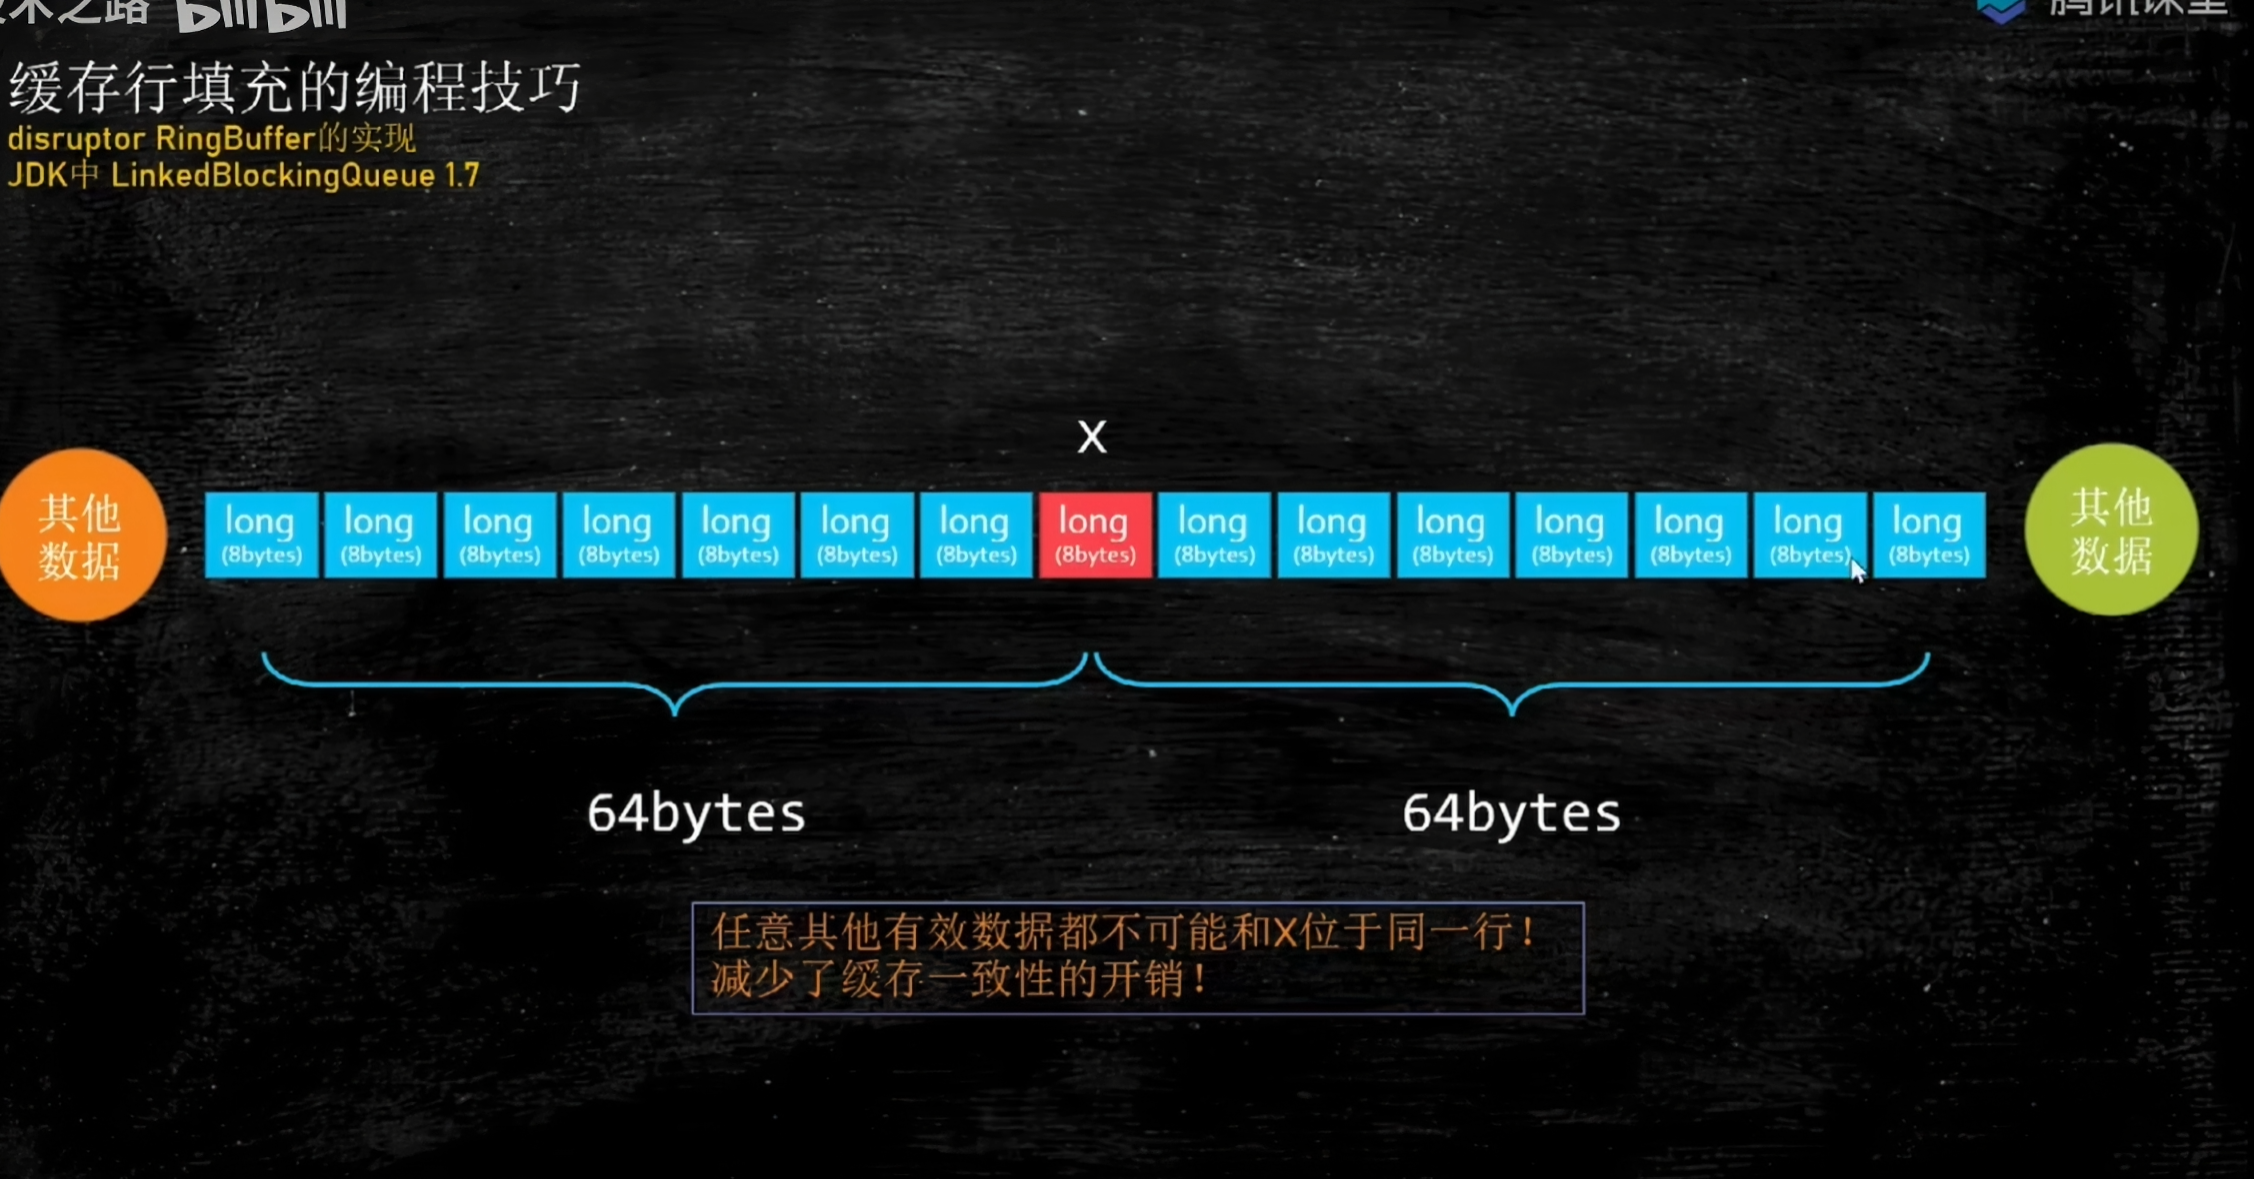 术之路 bilibili
腾讯课堂
缓存行填充的编程技巧
disruptor RingBuffer的实现
JDK中 LinkedBlockingQueue 1.7
X
其他
数据
long long long long long long long long long long long long long long long
(8bytes) (8bytes) (8bytes) (8bytes) (8bytes) (8bytes) (8bytes) (8bytes) (8bytes) (8bytes) (8bytes) (8bytes) (8bytes) (8bytes) (8bytes)
其他
数据
64bytes 64bytes
任意其他有效数据都不可能和X位于同一行!
减少了缓存一致性的开销!